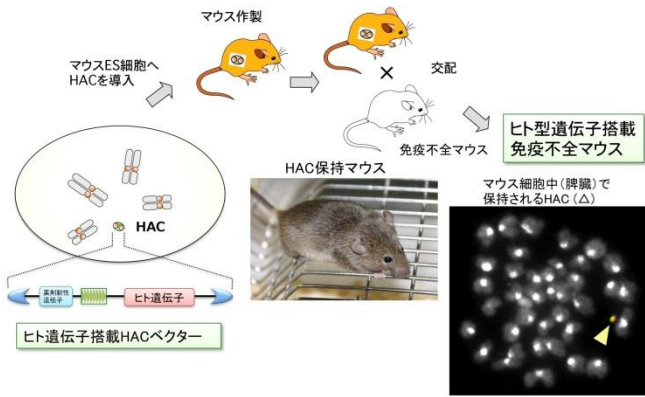 マウス作製
マウスES細胞へ
HACを導入
×
交配
免疫不全マウス
ヒト型遺伝子搭載
免疫不全マウス
HAC
薬剤耐性
遺伝子
ヒト遺伝子
ヒト遺伝子搭載HACベクター
HAC保持マウス
マウス細胞中(脾臓)で
保持されるHAC(△)